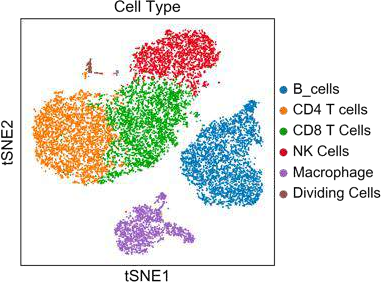 Cell Type
tSNE2
B_cells
CD4 T cells
CD8 T Cells
NK Cells
Macrophage
Dividing Cells
tSNE1